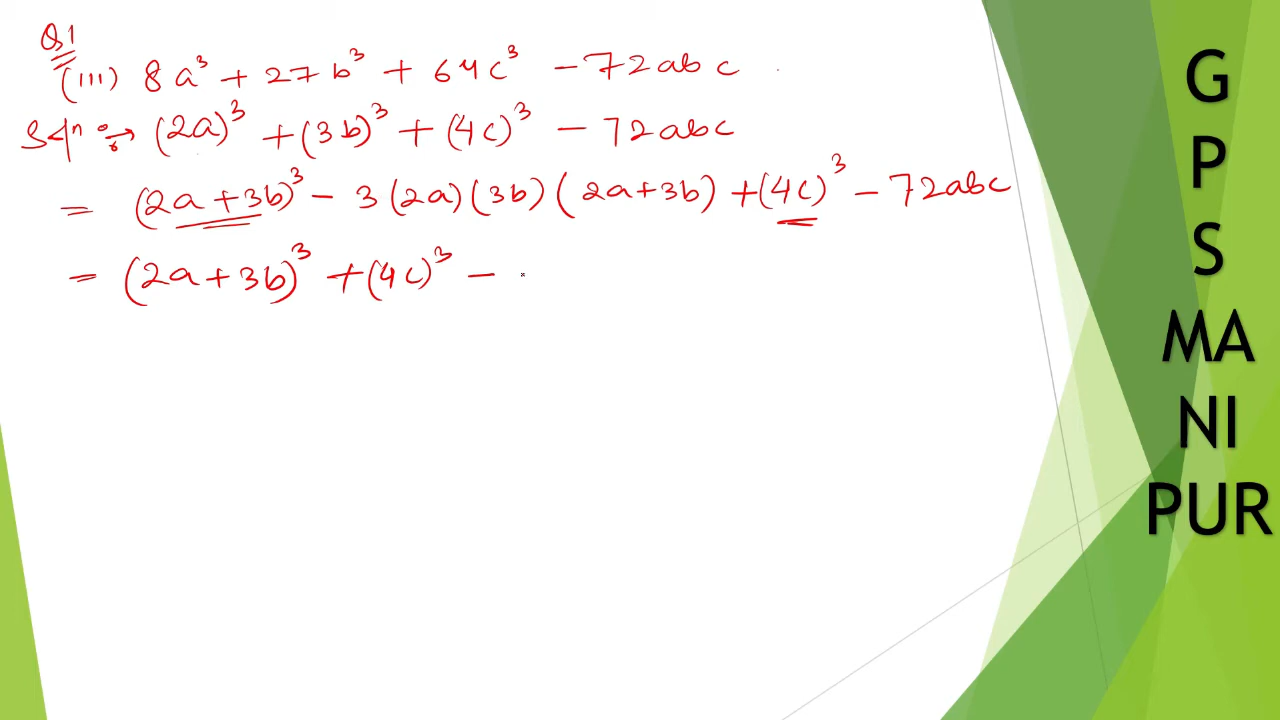 Q1
(iii) 8a³ + 27b³ + 64c³ - 72abc
Solⁿ :→ (2a)³ + (3b)³ + (4c)³ - 72abc
= (2a+3b)³ - 3(2a)(3b)(2a+3b) + (4c)³ - 72abc
= (2a+3b)³ + (4c)³ -
G
P
S
MA
NI
PUR